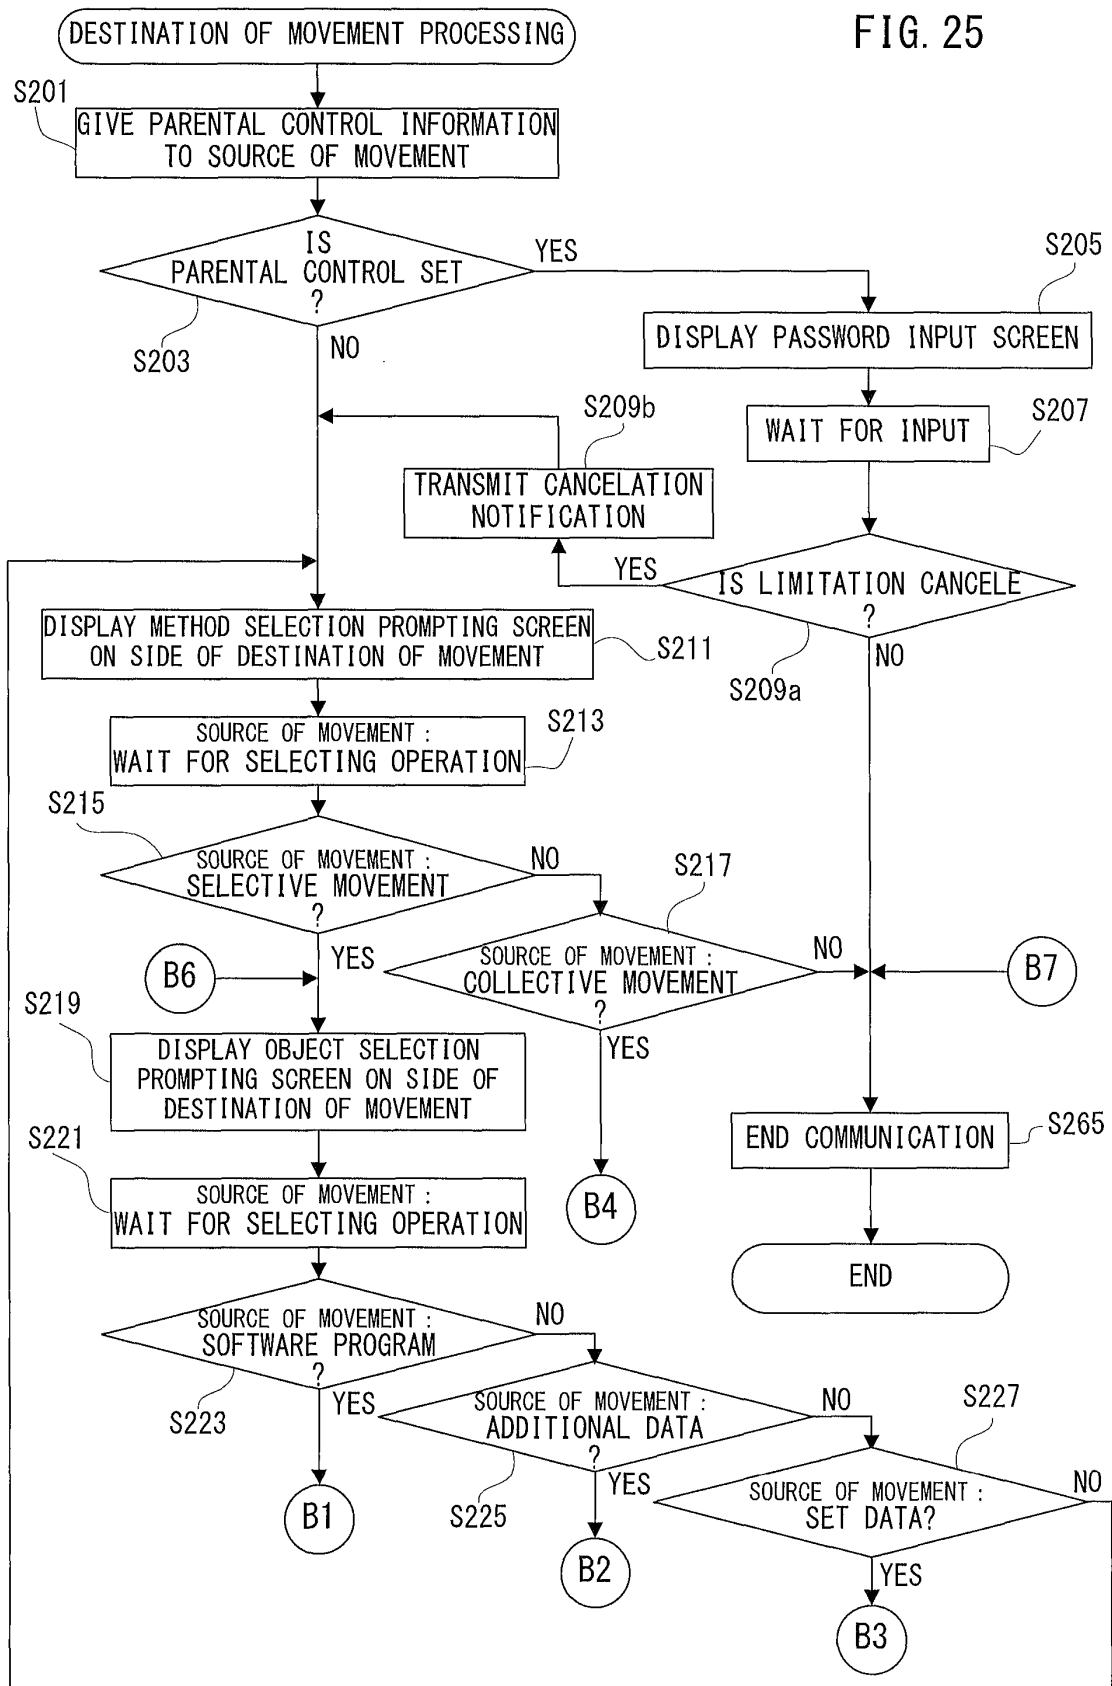 FIG. 25
DESTINATION OF MOVEMENT PROCESSING
S201
GIVE PARENTAL CONTROL INFORMATION
TO SOURCE OF MOVEMENT
IS
PARENTAL CONTROL SET
?
YES
S203
NO
S205
DISPLAY PASSWORD INPUT SCREEN
S207
WAIT FOR INPUT
S209b
TRANSMIT CANCELATION
NOTIFICATION
YES
IS LIMITATION CANCELE
?
NO
S209a
DISPLAY METHOD SELECTION PROMPTING SCREEN
ON SIDE OF DESTINATION OF MOVEMENT
S211
S213
SOURCE OF MOVEMENT :
WAIT FOR SELECTING OPERATION
S215
SOURCE OF MOVEMENT :
SELECTIVE MOVEMENT
?
NO
YES
S217
SOURCE OF MOVEMENT :
COLLECTIVE MOVEMENT
?
NO
YES
B6
B7
S219
DISPLAY OBJECT SELECTION
PROMPTING SCREEN ON SIDE OF
DESTINATION OF MOVEMENT
B4
END COMMUNICATION
S265
END
S221
SOURCE OF MOVEMENT :
WAIT FOR SELECTING OPERATION
SOURCE OF MOVEMENT :
SOFTWARE PROGRAM
?
NO
S223
YES
B1
SOURCE OF MOVEMENT :
ADDITIONAL DATA
?
NO
S225
YES
B2
S227
SOURCE OF MOVEMENT :
SET DATA?
NO
YES
B3